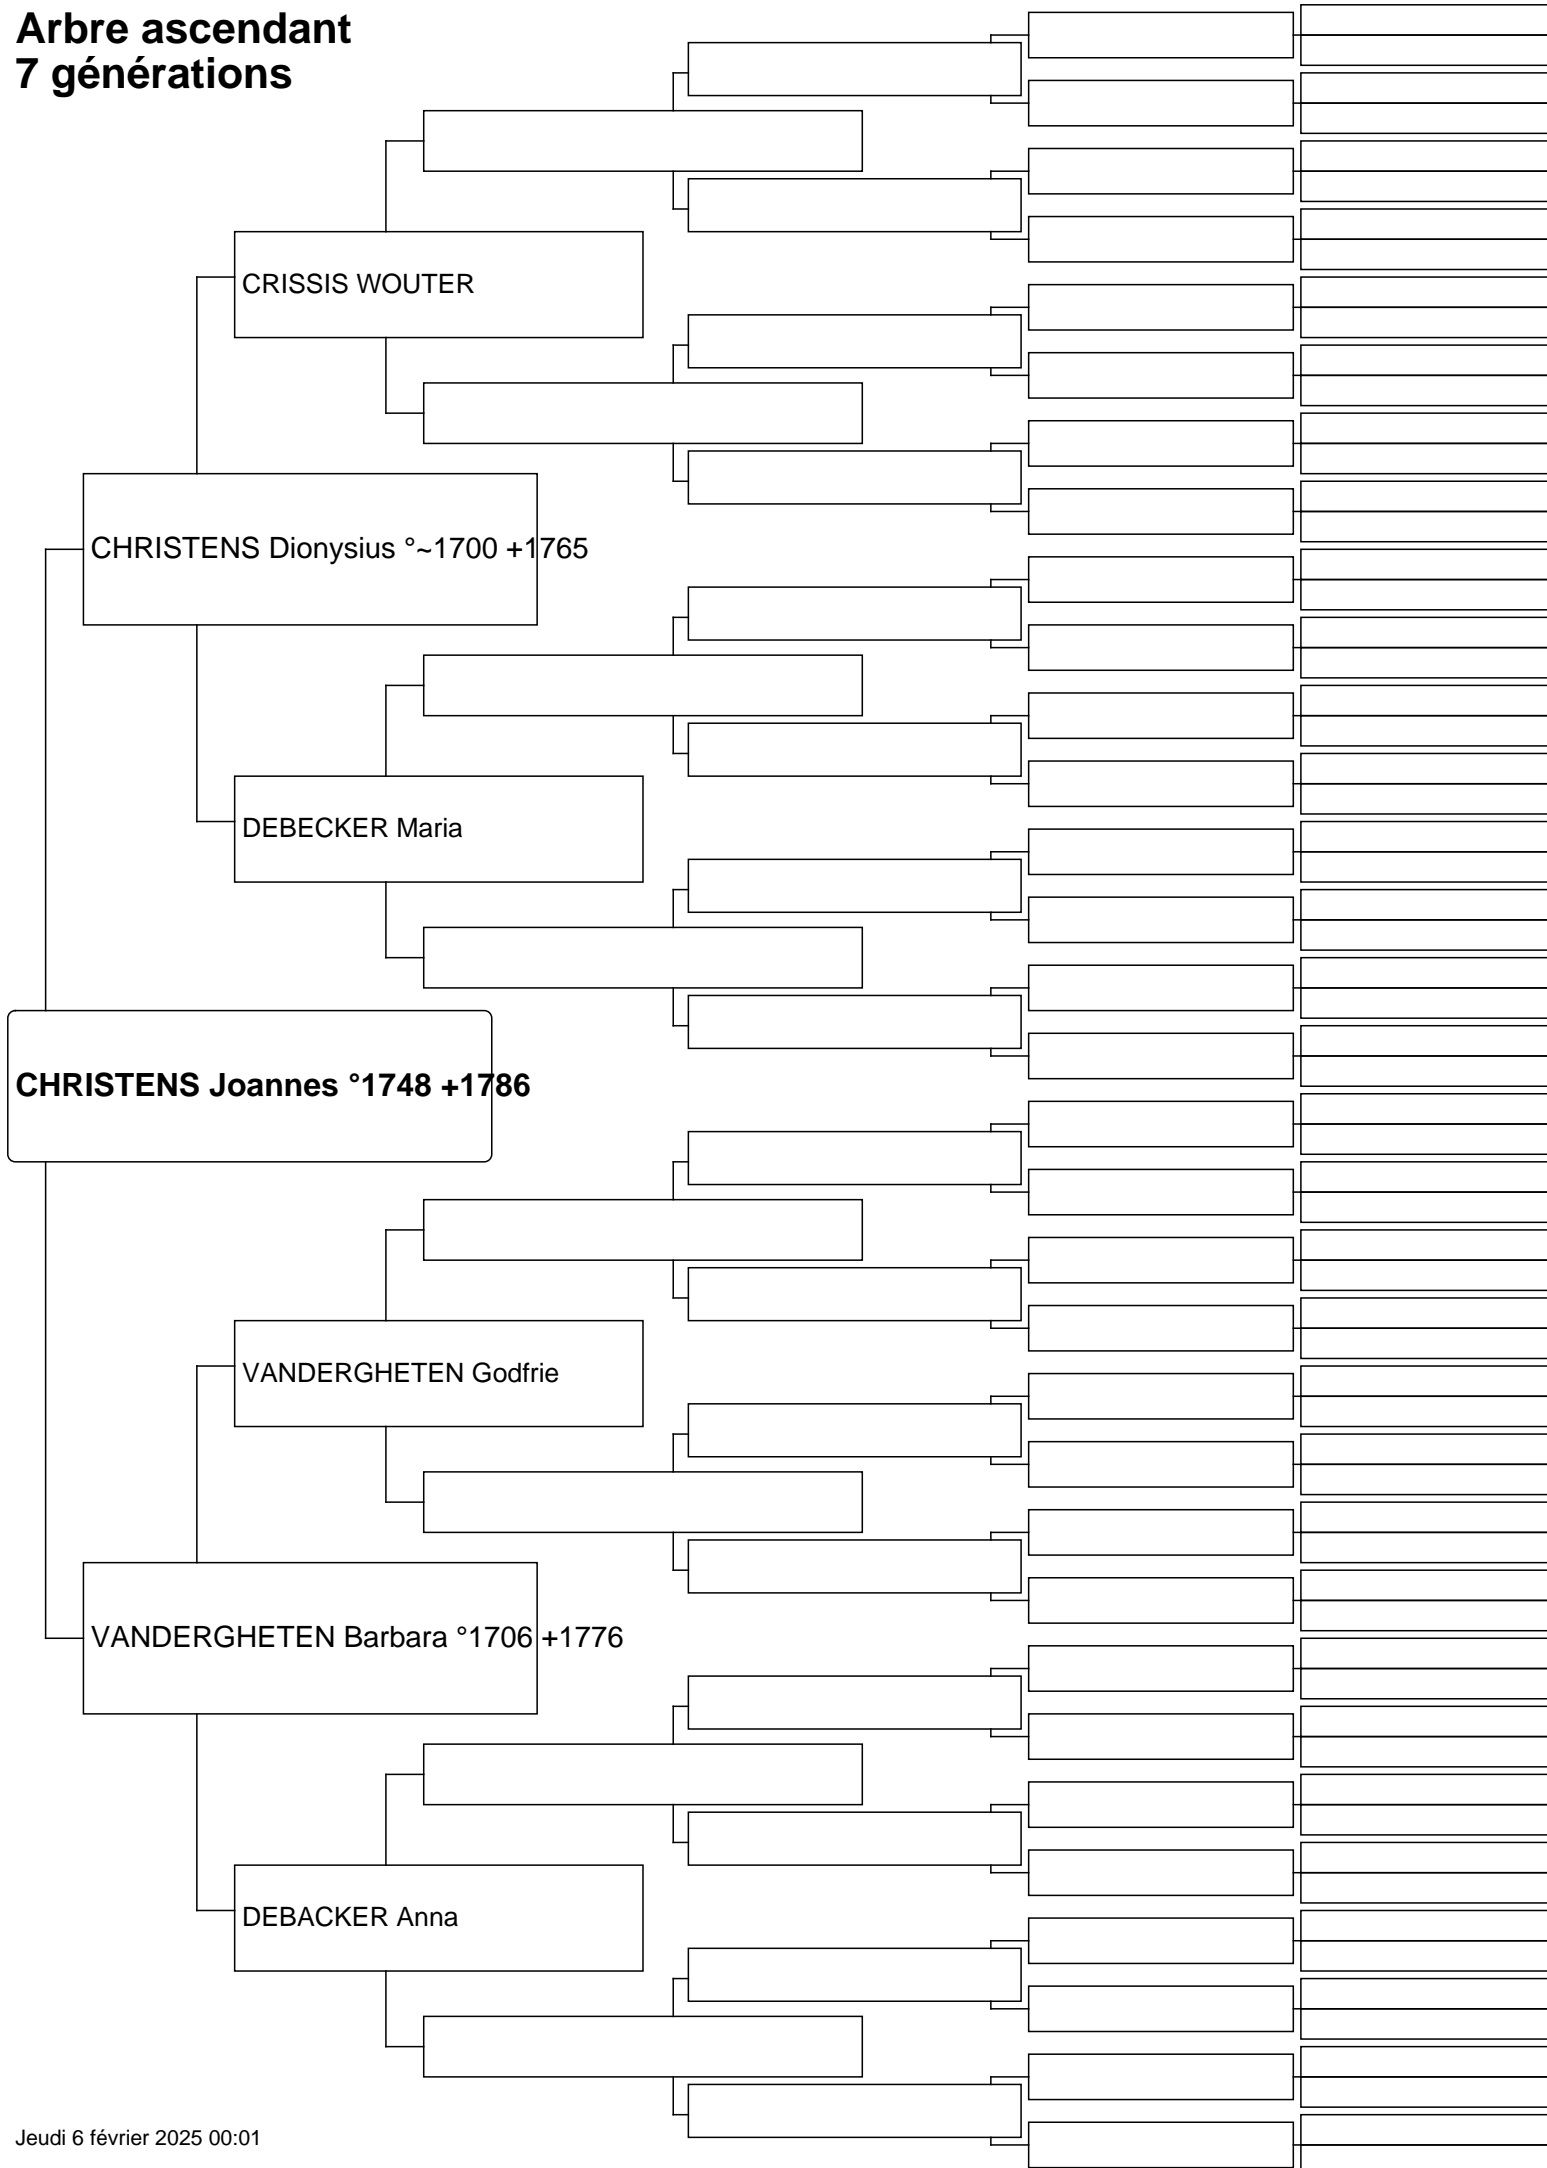 Arbre ascendant
7 générations
CRISSIS WOUTER
CHRISTENS Dionysius °~1700 +1765
DEBECKER Maria
CHRISTENS Joannes °1748 +1786
VANDERGHETEN Godfrie
VANDERGHETEN Barbara °1706 +1776
DEBACKER Anna
Jeudi 6 février 2025 00:01